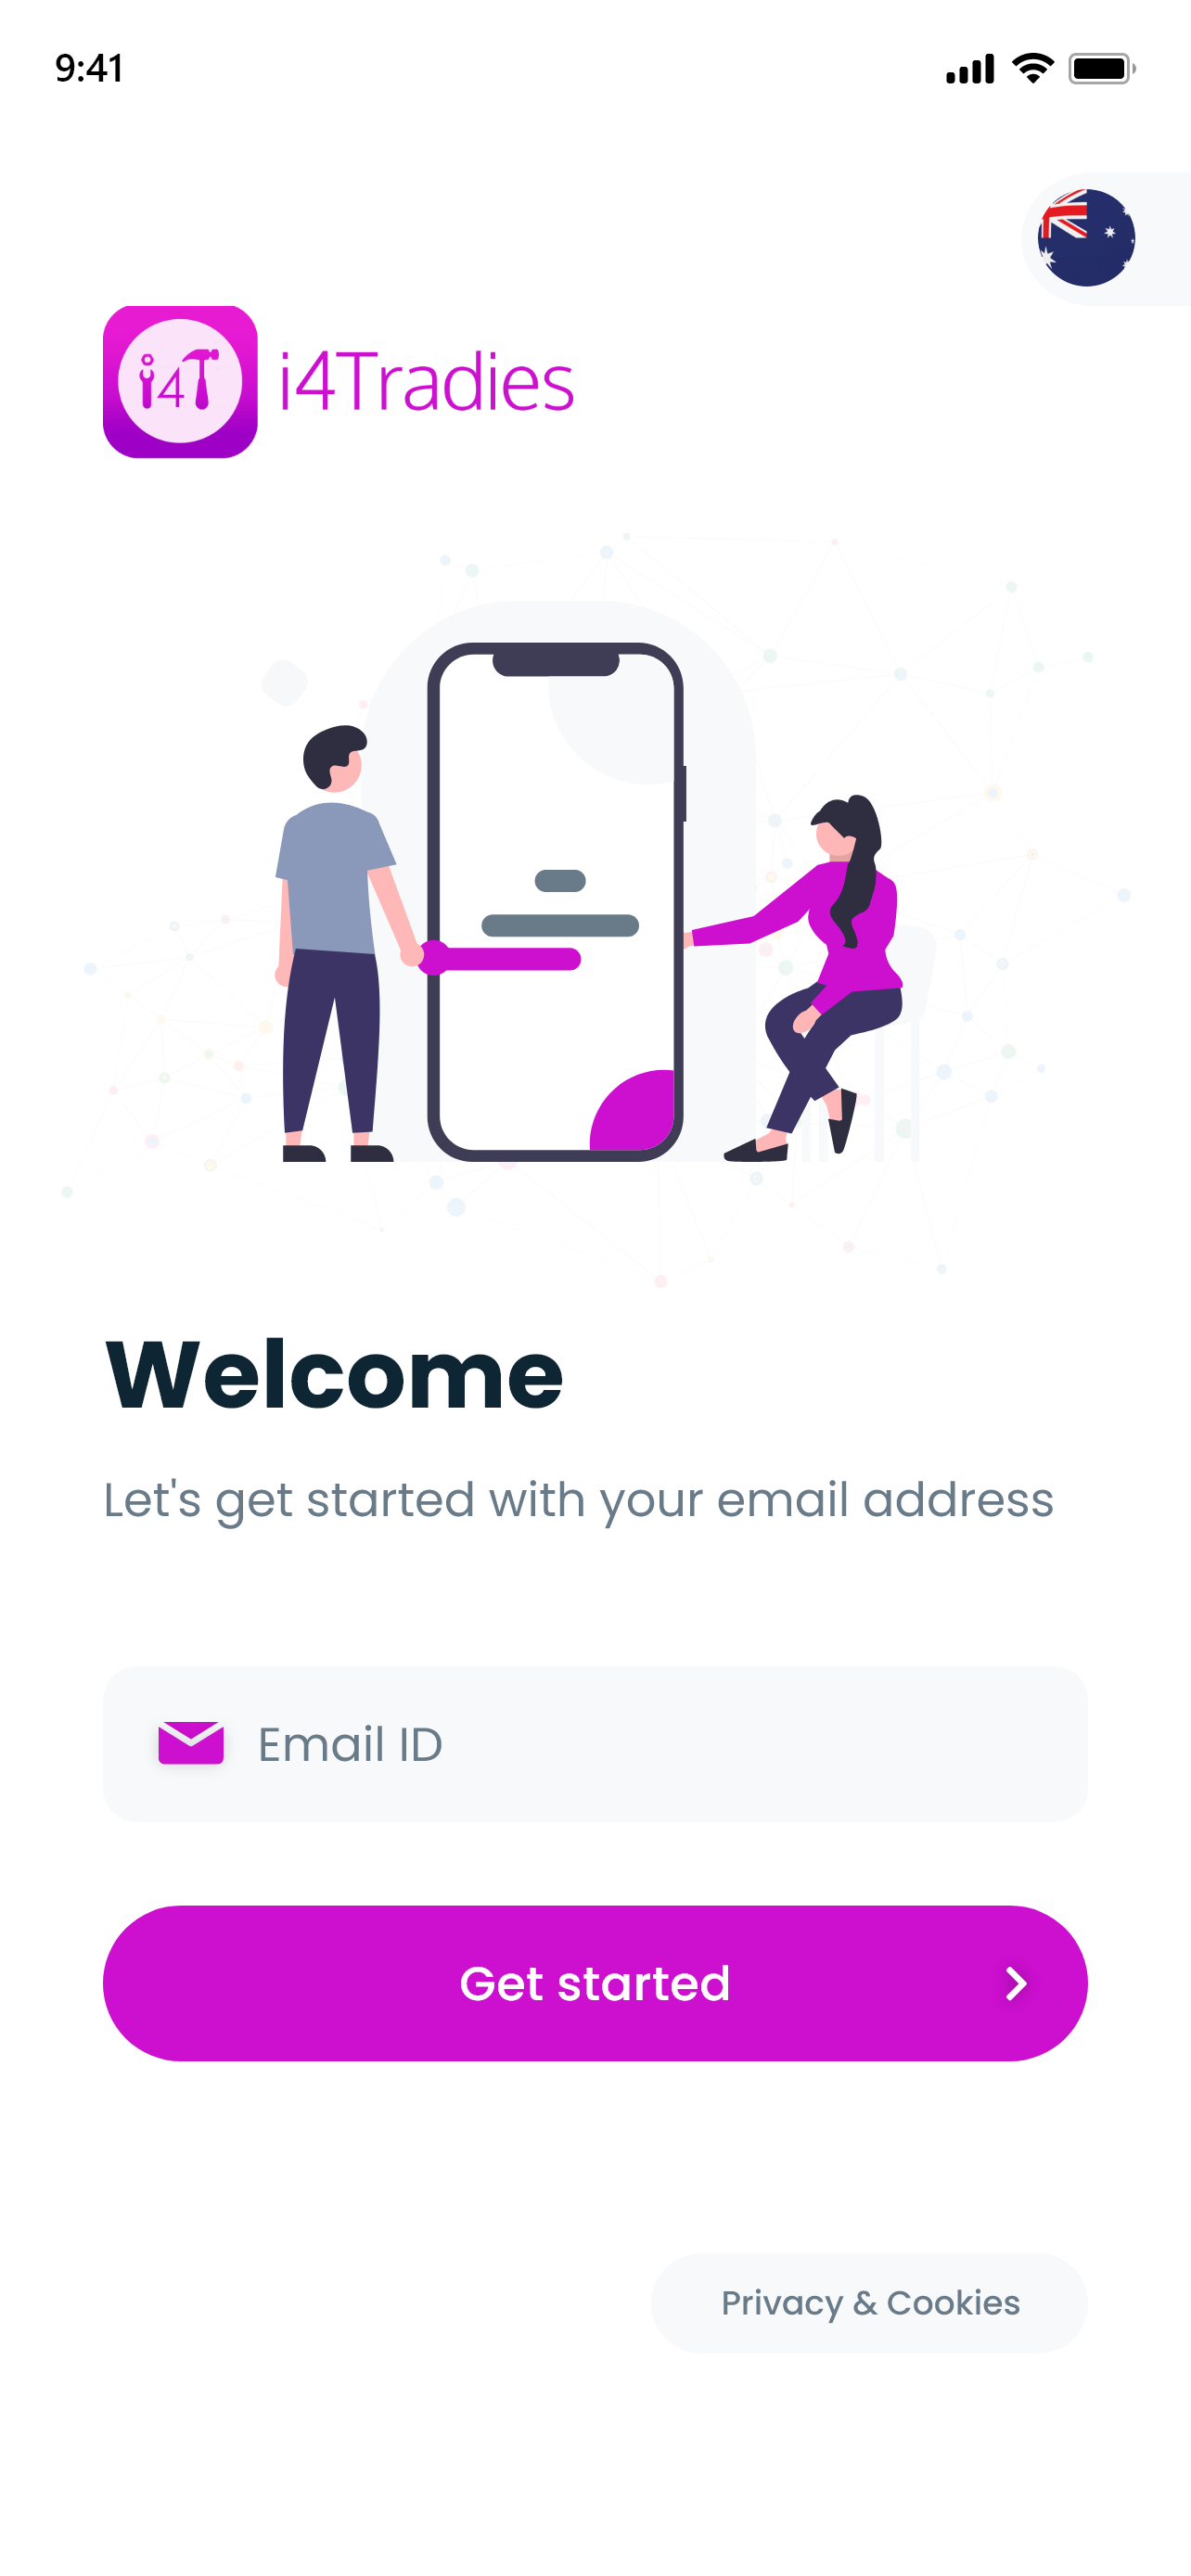 9:41
i4T
i4Tradies
Welcome
Let's get started with your email address
Email ID
Get started
Privacy & Cookies